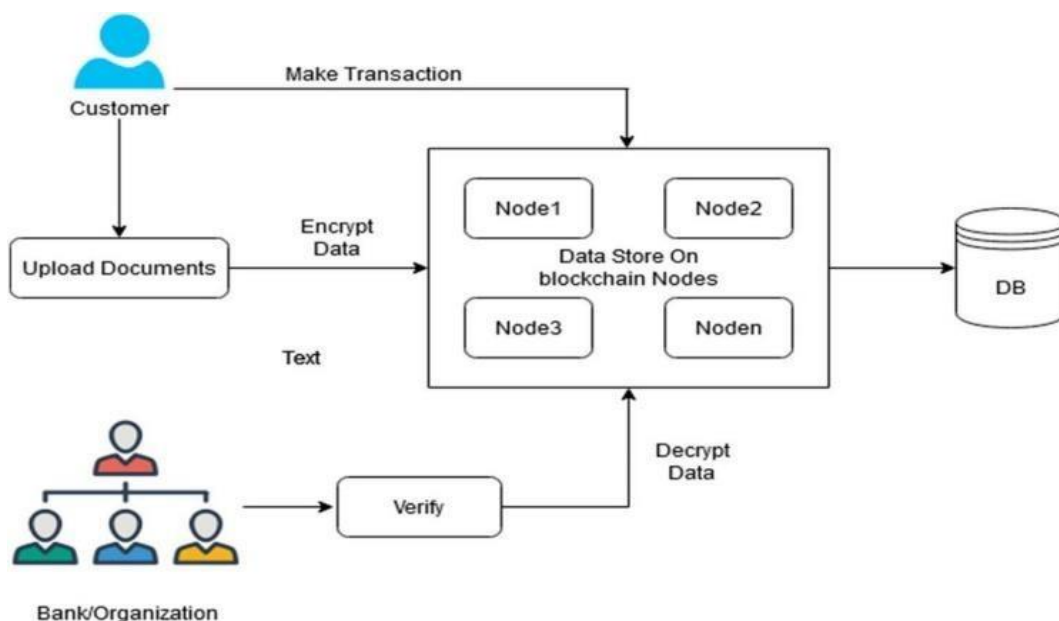 Make Transaction
Customer
Node1
Node2
Encrypt
Data
Upload Documents
Data Store On
blockchain Nodes
DB
Node3
Noden
Text
Decrypt
Data
Verify
Bank/Organization